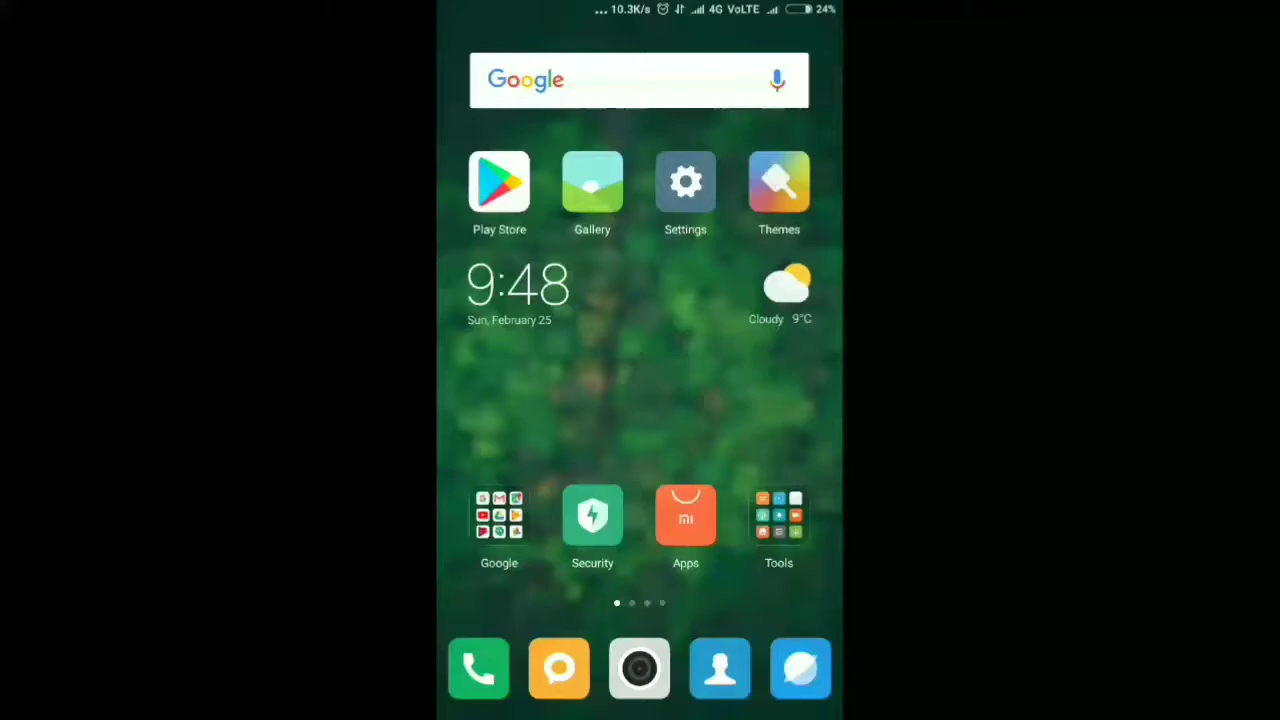 ... 10.3K/s 4G VoLTE 24%
Google
Play Store Gallery Settings Themes
9:48
Sun, February 25
Cloudy 9°C
mi
Google Security Apps Tools